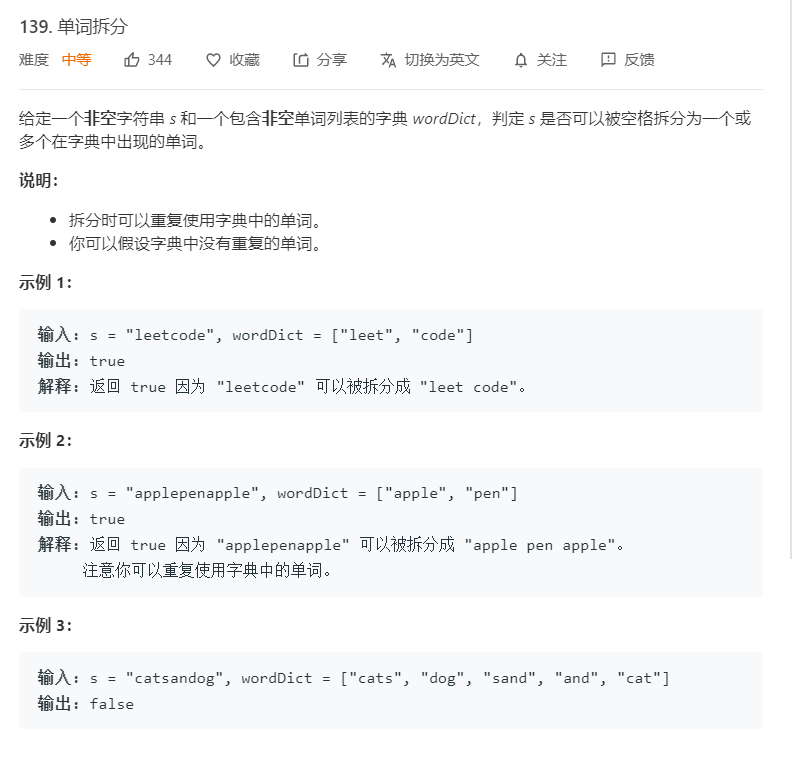 139. 单词拆分
难度 中等 344 收藏 分享 切换为英文 关注 反馈
给定一个非空字符串 s 和一个包含非空单词列表的字典 wordDict，判定 s 是否可以被空格拆分为一个或
多个在字典中出现的单词。
说明：
拆分时可以重复使用字典中的单词。
你可以假设字典中没有重复的单词。
示例 1：
输入: s = "leetcode", wordDict = ["leet", "code"]
输出: true
解释: 返回 true 因为 "leetcode" 可以被拆分成 "leet code"。
示例 2：
输入: s = "applepenapple", wordDict = ["apple", "pen"]
输出: true
解释: 返回 true 因为 "applepenapple" 可以被拆分成 "apple pen apple"。
注意你可以重复使用字典中的单词。
示例 3：
输入: s = "catsandog", wordDict = ["cats", "dog", "sand", "and", "cat"]
输出: false